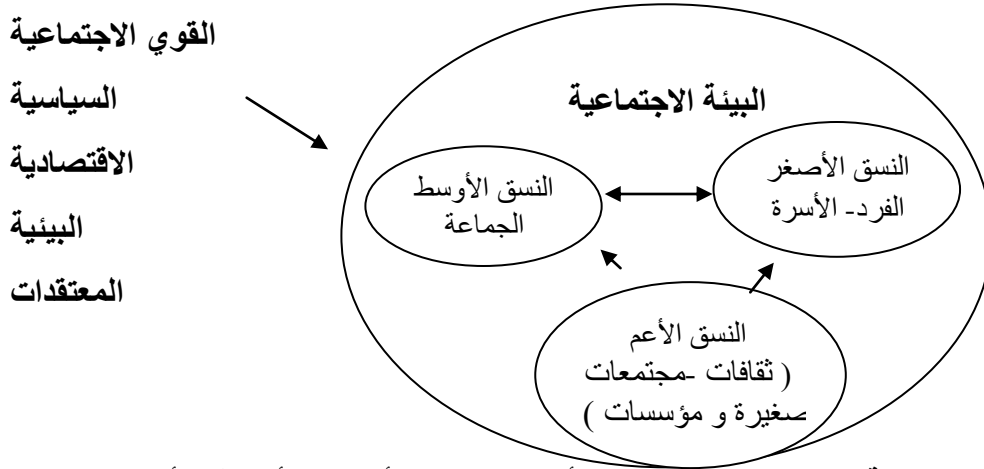 القوي الاجتماعية
السياسية
الاقتصادية
البيئية
المعتقدات
البيئة الاجتماعية
النسق الأصغر
الفرد- الأسرة
النسق الأوسط
الجماعة
النسق الأعم
( ثقافات -مجتمعات
صغيرة و مؤسسات )